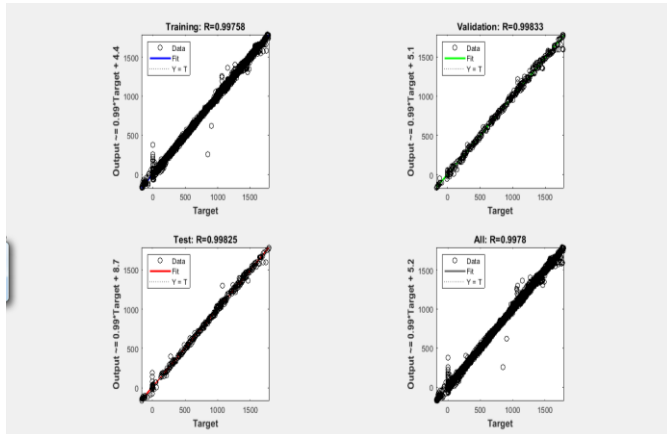 Training: R=0.99758
Output ~= 0.99*Target + 4.4
Data
Fit
Y = T
1500
1000
500
0
0 500 1000 1500
Target
Validation: R=0.99833
Output ~= 0.99*Target + 5.1
Data
Fit
Y = T
1500
1000
500
0
0 500 1000 1500
Target
Test: R=0.99825
Output ~= 0.99*Target + 8.7
Data
Fit
Y = T
1500
1000
500
0
0 500 1000 1500
Target
All: R=0.9978
Output ~= 0.99*Target + 5.2
Data
Fit
Y = T
1500
1000
500
0
0 500 1000 1500
Target